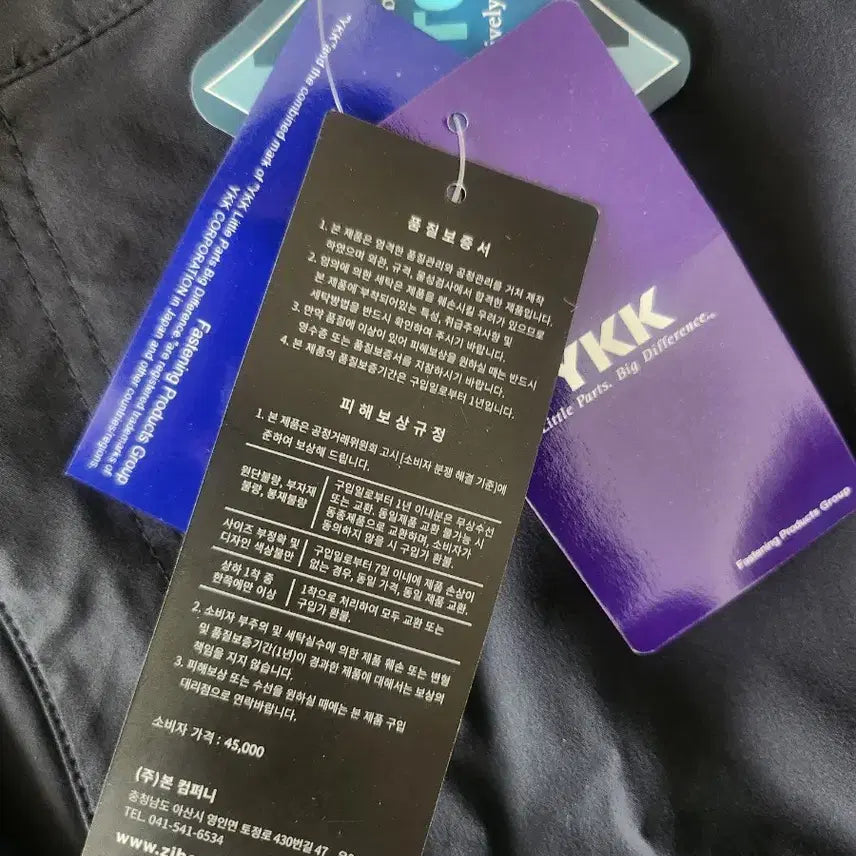 품질보증서
1. 본 제품은 엄격한 품질관리와 공정관리를 거쳐 제작
하였으며 외관, 규격, 물성검사에서 합격한 제품입니다.
2. 임의에 의한 세탁은 제품을 훼손시킬 우려가 있으므로
본 제품에 부착되어있는 특성, 취급주의사항 및
세탁방법을 반드시 확인하여 주시기 바랍니다.
3. 만약 품질에 이상이 있어 피해보상을 원하실 때는 반드시
영수증 또는 품질보증서를 지참하시기 바랍니다.
4. 본 제품의 품질보증기간은 구입일로부터 1년입니다.
피해보상규정
1. 본 제품은 공정거래위원회 고시[소비자 분쟁 해결 기준]에
준하여 보상해 드립니다.
원단불량, 부자재
불량, 봉제불량
구입일로부터 1년 이내분은 무상수선
또는 교환. 동일제품 교환 불가능 시
동종제품으로 교환하며, 소비자가
동의하지 않을 시 구입가 환불.
사이즈 부정확 및
디자인 색상불만
구입일로부터 7일 이내에 제품 손상이
없는 경우, 동일 가격, 동일 제품 교환.
상하 1착 중
한쪽에만 이상
1착으로 처리하여 모두 교환 또는
구입가 환불.
2. 소비자 부주의 및 세탁실수에 의한 제품 훼손 또는 변형
및 품질보증기간(1년)이 경과한 제품에 대해서는 보상의
책임을 지지 않습니다.
3. 피해보상 또는 수선을 원하실 때에는 본 제품 구입
대리점으로 연락바랍니다.
소비자 가격 : 45,000
(주)본 컴퍼니
충청남도 아산시 영인면 토정로 430번길 47
TEL. 041-541-6534
"YKK"and the combined mark of "YKK Little Parts Big Difference "are registered trademarks of
YKK CORPORATION in Japan and other countries/regions.
Fastening Products Group
YKK
Little Parts. Big Difference.™
Fastening Products Group